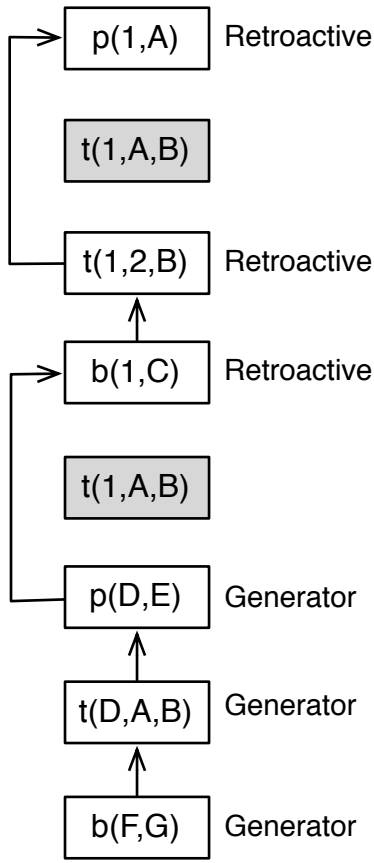 p(1,A) Retroactive
t(1,A,B)
t(1,2,B) Retroactive
b(1,C) Retroactive
t(1,A,B)
p(D,E) Generator
t(D,A,B) Generator
b(F,G) Generator